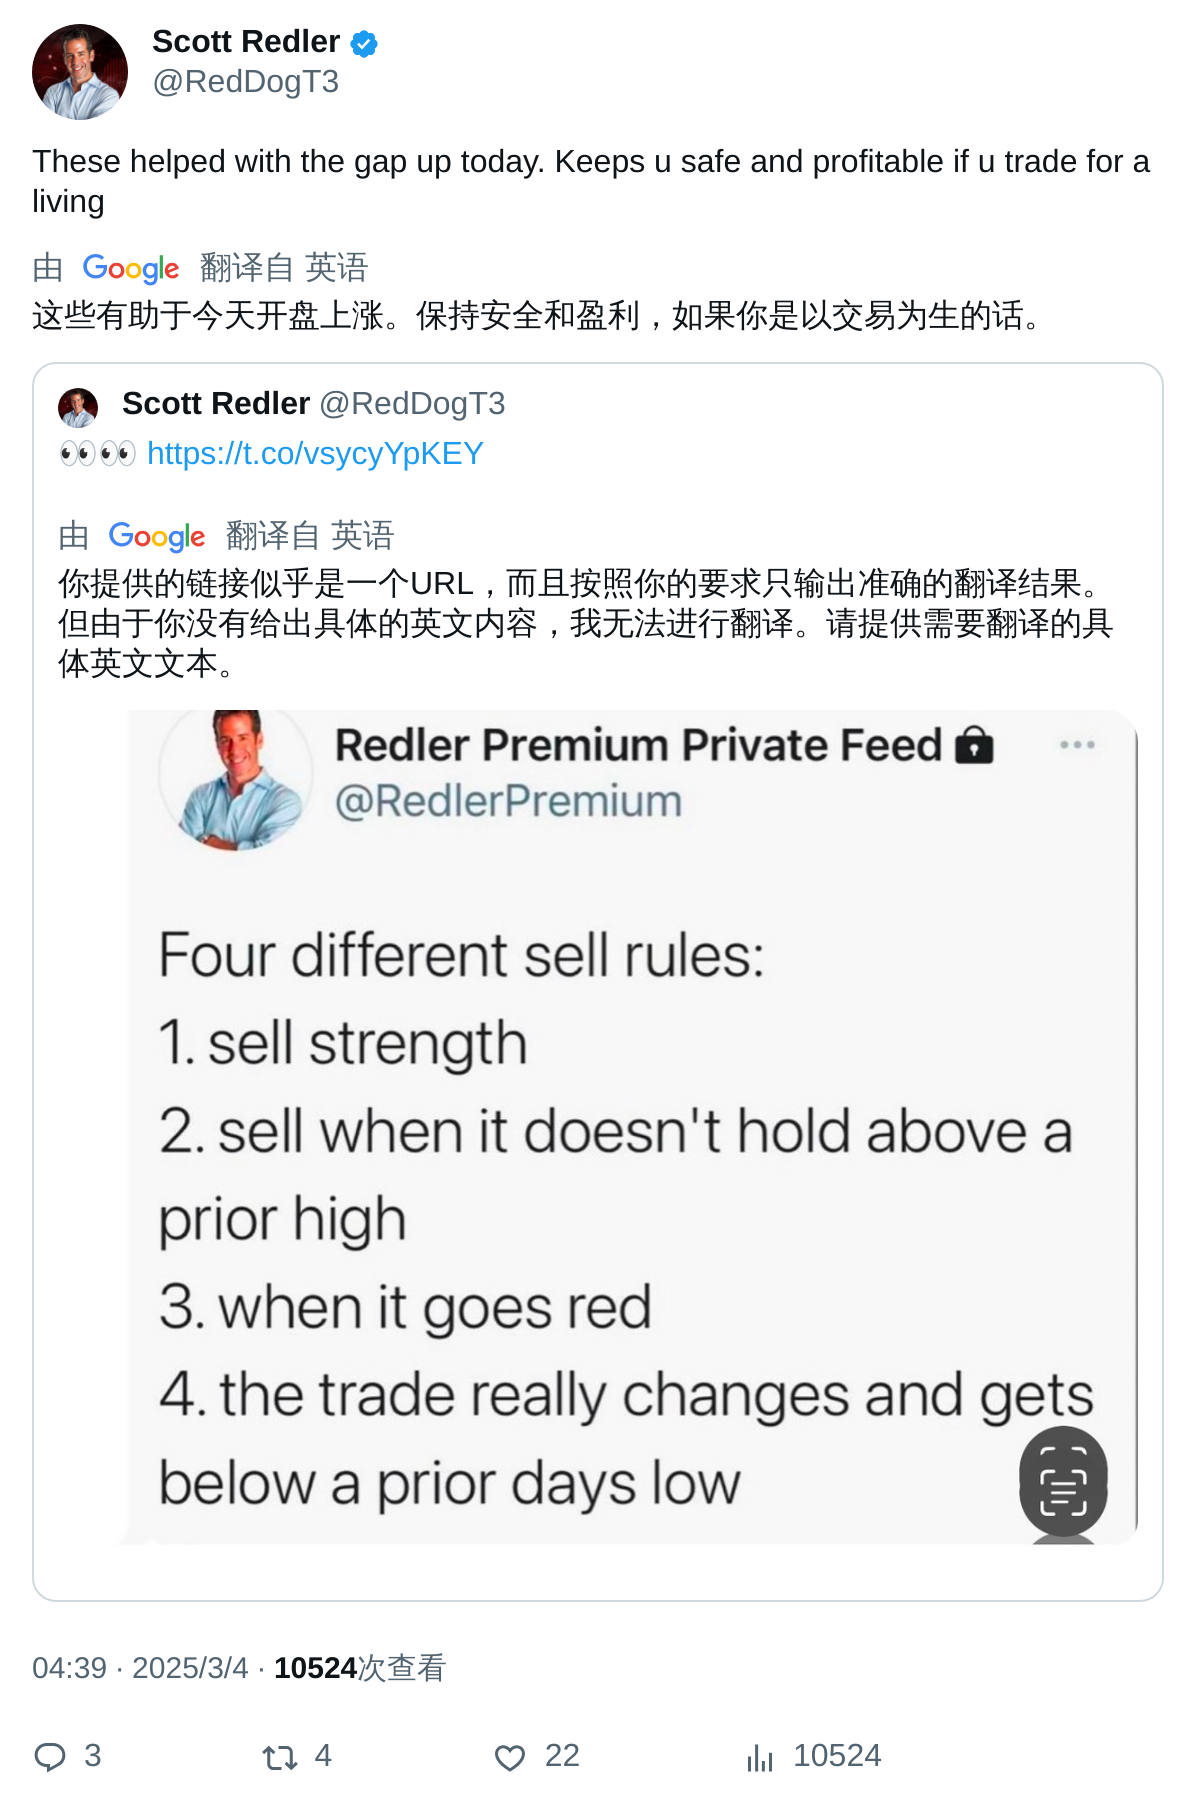 Scott Redler
@RedDogT3
These helped with the gap up today. Keeps u safe and profitable if u trade for a
living
由 Google 翻译自 英语
这些有助于今天开盘上涨。保持安全和盈利，如果你是以交易为生的话。
Scott Redler @RedDogT3
👀👀 https://t.co/vsycyYpKEY
由 Google 翻译自 英语
你提供的链接似乎是一个URL，而且按照你的要求只输出准确的翻译结果。
但由于你没有给出具体的英文内容，我无法进行翻译。请提供需要翻译的具
体英文文本。
Redler Premium Private Feed
@RedlerPremium
Four different sell rules:
1. sell strength
2. sell when it doesn't hold above a
prior high
3. when it goes red
4. the trade really changes and gets
below a prior days low
04:39 · 2025/3/4 · 10524次查看
3 4 22 10524